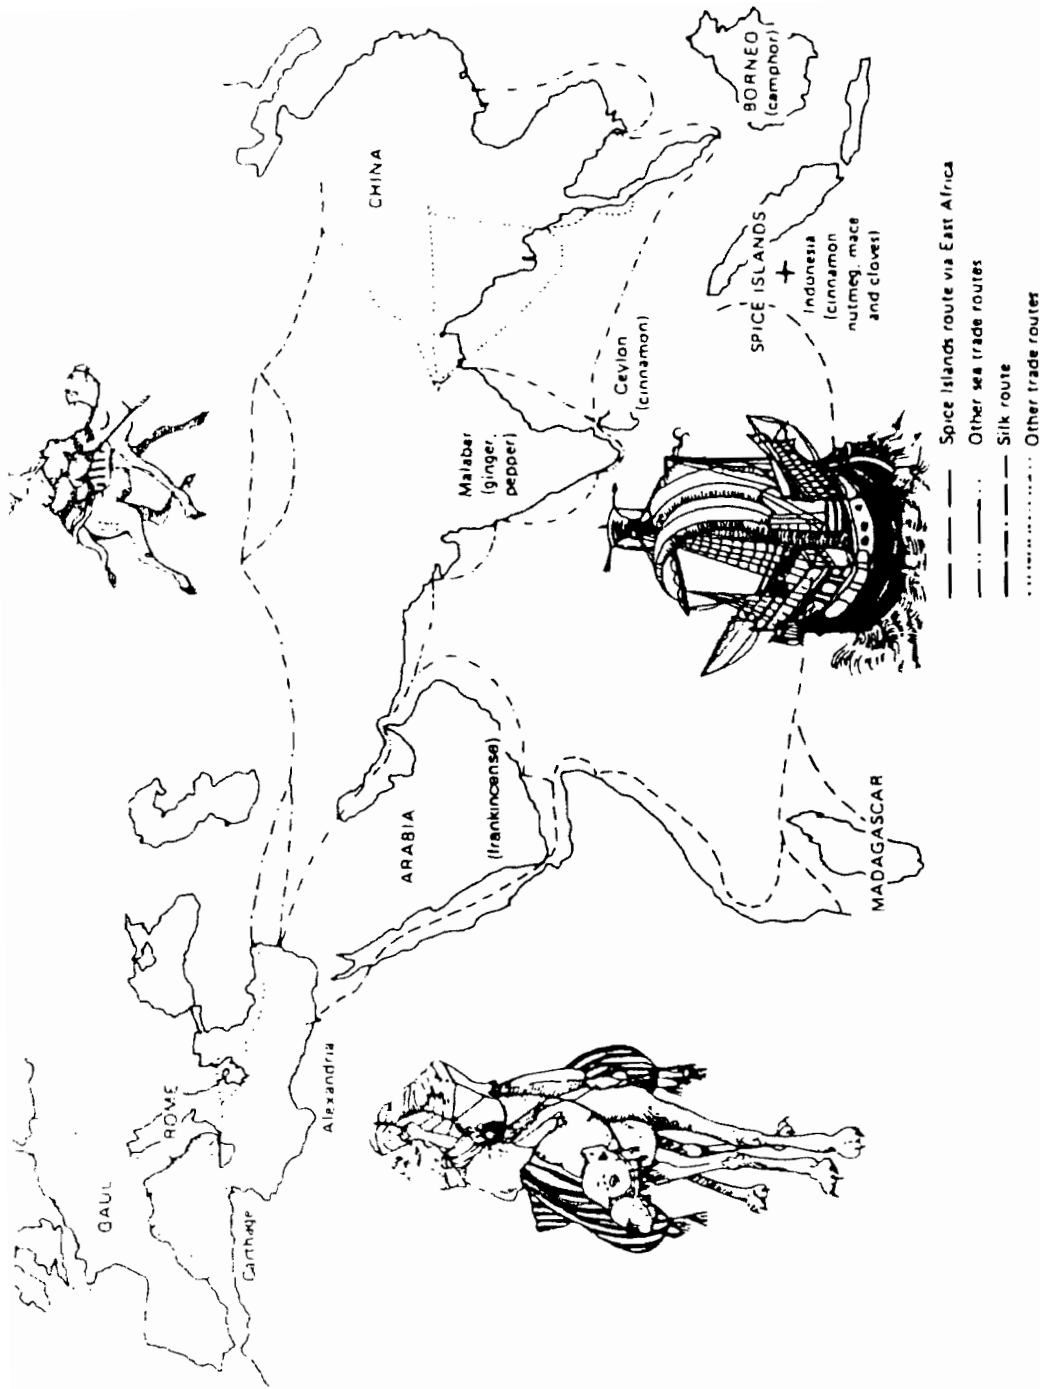 GAUL
ROME
Carthage
Alexandria
ARABIA
(frankincense)
MADAGASCAR
CHINA
Malabar
(ginger,
pepper)
Ceylon
(cinnamon)
SPICE ISLANDS
+
Indunesia
(cinnamon
nutmeg, mace
and cloves)
BORNEO
(camphor)
Spice Islands route via East Africa
Other sea trade routes
Silk route
Other trade routes